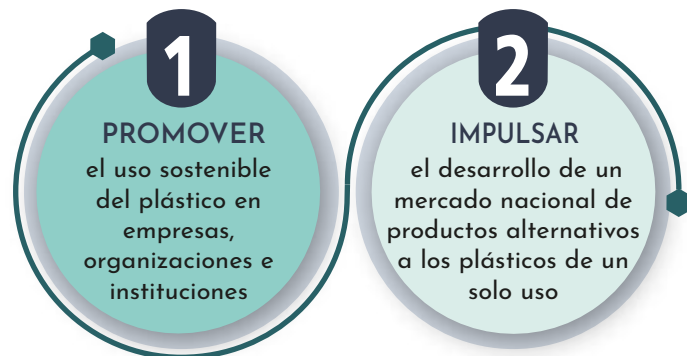 1
PROMOVER
el uso sostenible
del plástico en
empresas,
organizaciones e
instituciones
2
IMPULSAR
el desarrollo de un
mercado nacional de
productos alternativos
a los plásticos de un
solo uso